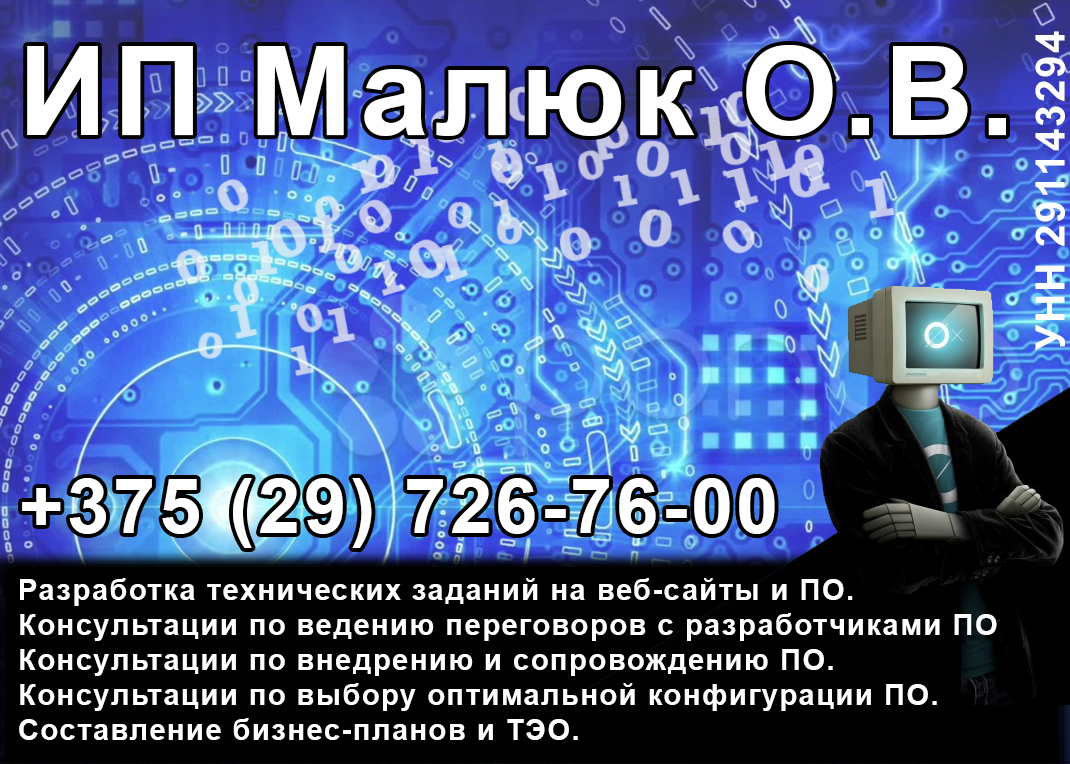 ИП Малюк О.В.
УНН 291143294
+375 (29) 726-76-00
Разработка технических заданий на веб-сайты и ПО.
Консультации по ведению переговоров с разработчиками ПО
Консультации по внедрению и сопровождению ПО.
Консультации по выбору оптимальной конфигурации ПО.
Составление бизнес-планов и ТЭО.